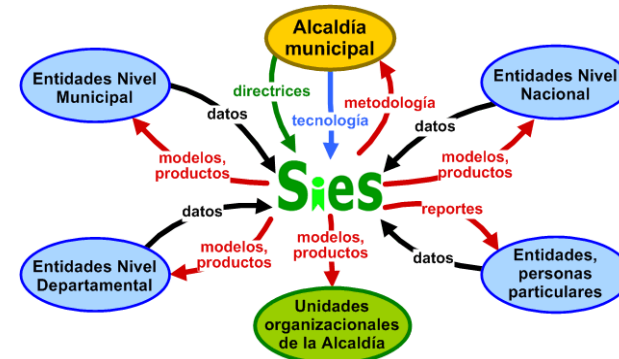 Alcaldía
municipal
Entidades Nivel
Municipal
Entidades Nivel
Nacional
directrices
metodología
tecnología
datos
datos
modelos,
productos
modelos,
productos
Sies
datos
reportes
modelos,
productos
modelos,
productos
datos
Entidades Nivel
Departamental
Entidades,
personas
particulares
Unidades
organizacionales
de la Alcaldía